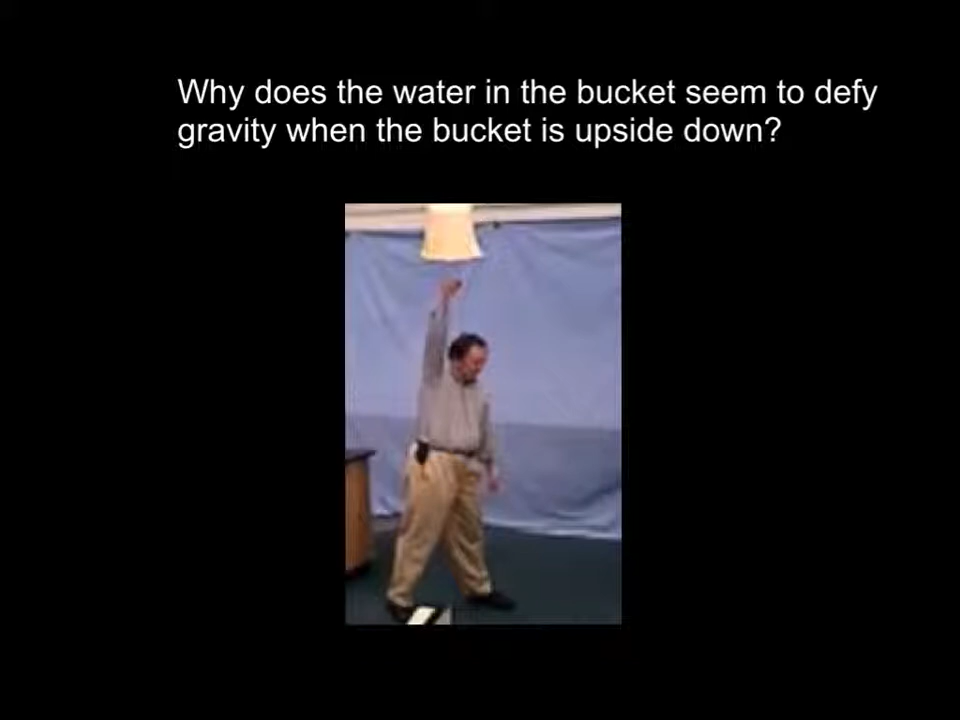 Why does the water in the bucket seem to defy
gravity when the bucket is upside down?